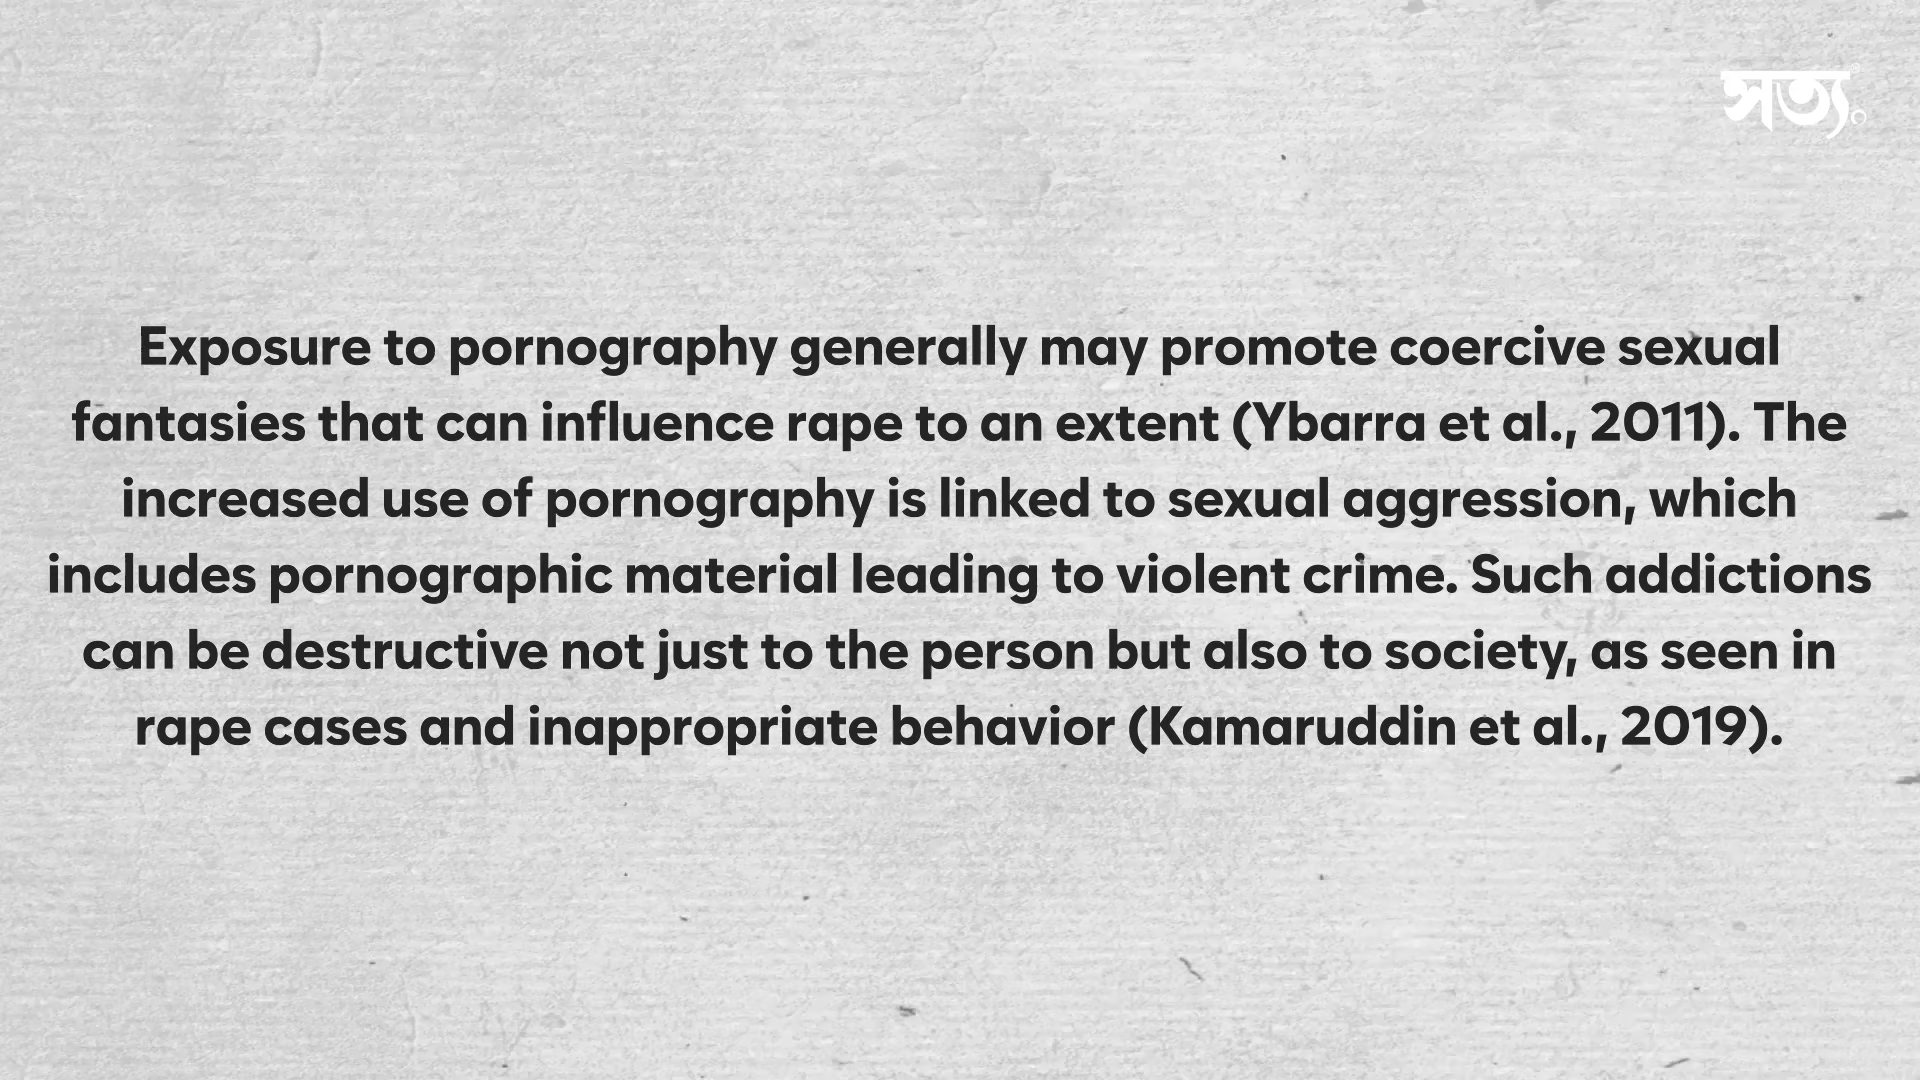 সত্য
Exposure to pornography generally may promote coercive sexual
fantasies that can influence rape to an extent (Ybarra et al., 2011). The
increased use of pornography is linked to sexual aggression, which
includes pornographic material leading to violent crime. Such addictions
can be destructive not just to the person but also to society, as seen in
rape cases and inappropriate behavior (Kamaruddin et al., 2019).